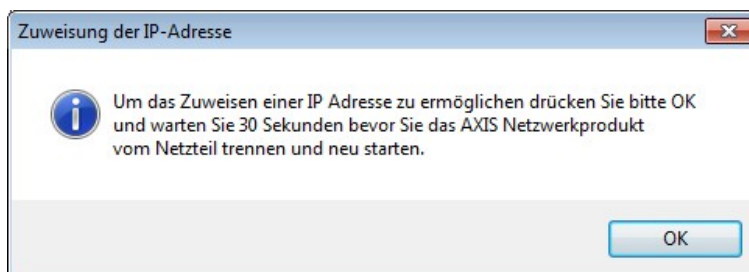 Zuweisung der IP-Adresse
Um das Zuweisen einer IP Adresse zu ermöglichen drücken Sie bitte OK
und warten Sie 30 Sekunden bevor Sie das AXIS Netzwerkprodukt
vom Netzteil trennen und neu starten.
OK